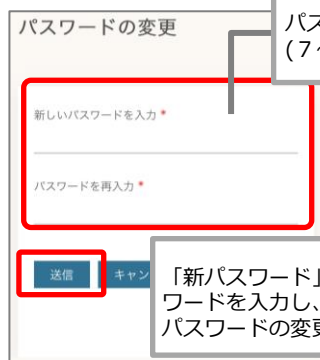 パスワードの変更
パス
(7~
新しいパスワードを入力 *
パスワードを再入力 *
送信
キャン
「新パスワード」
ワードを入力し、
パスワードの変更